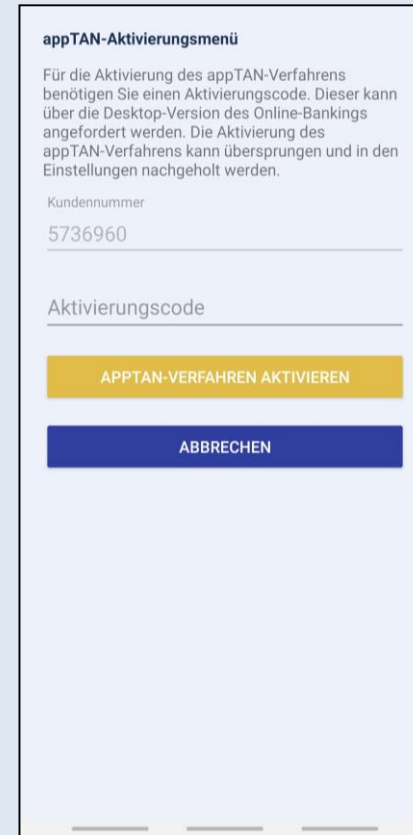 appTAN-Aktivierungsmenü
Für die Aktivierung des appTAN-Verfahrens
benötigen Sie einen Aktivierungscode. Dieser kann
über die Desktop-Version des Online-Bankings
angefordert werden. Die Aktivierung des
appTAN-Verfahrens kann übersprungen und in den
Einstellungen nachgeholt werden.
Kundennummer
5736960
Aktivierungscode
APPTAN-VERFAHREN AKTIVIEREN
ABBRECHEN